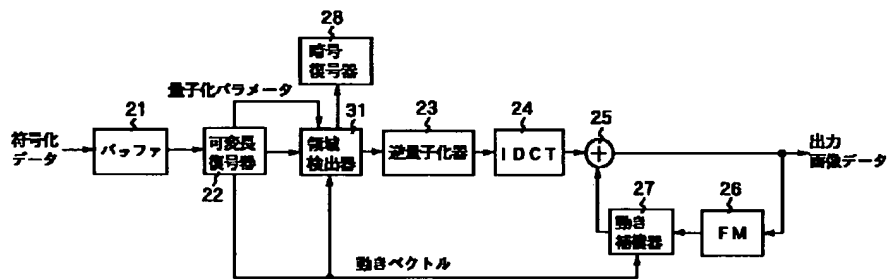 28
暗号
復号器
量子化パラメータ
21
31
23
24
25
符号化
データ
バッファ
可変長
復号器
22
領域
検出器
逆量子化器
IDCT
出力
画像データ
27
26
動き
補償器
FM
動きベクトル